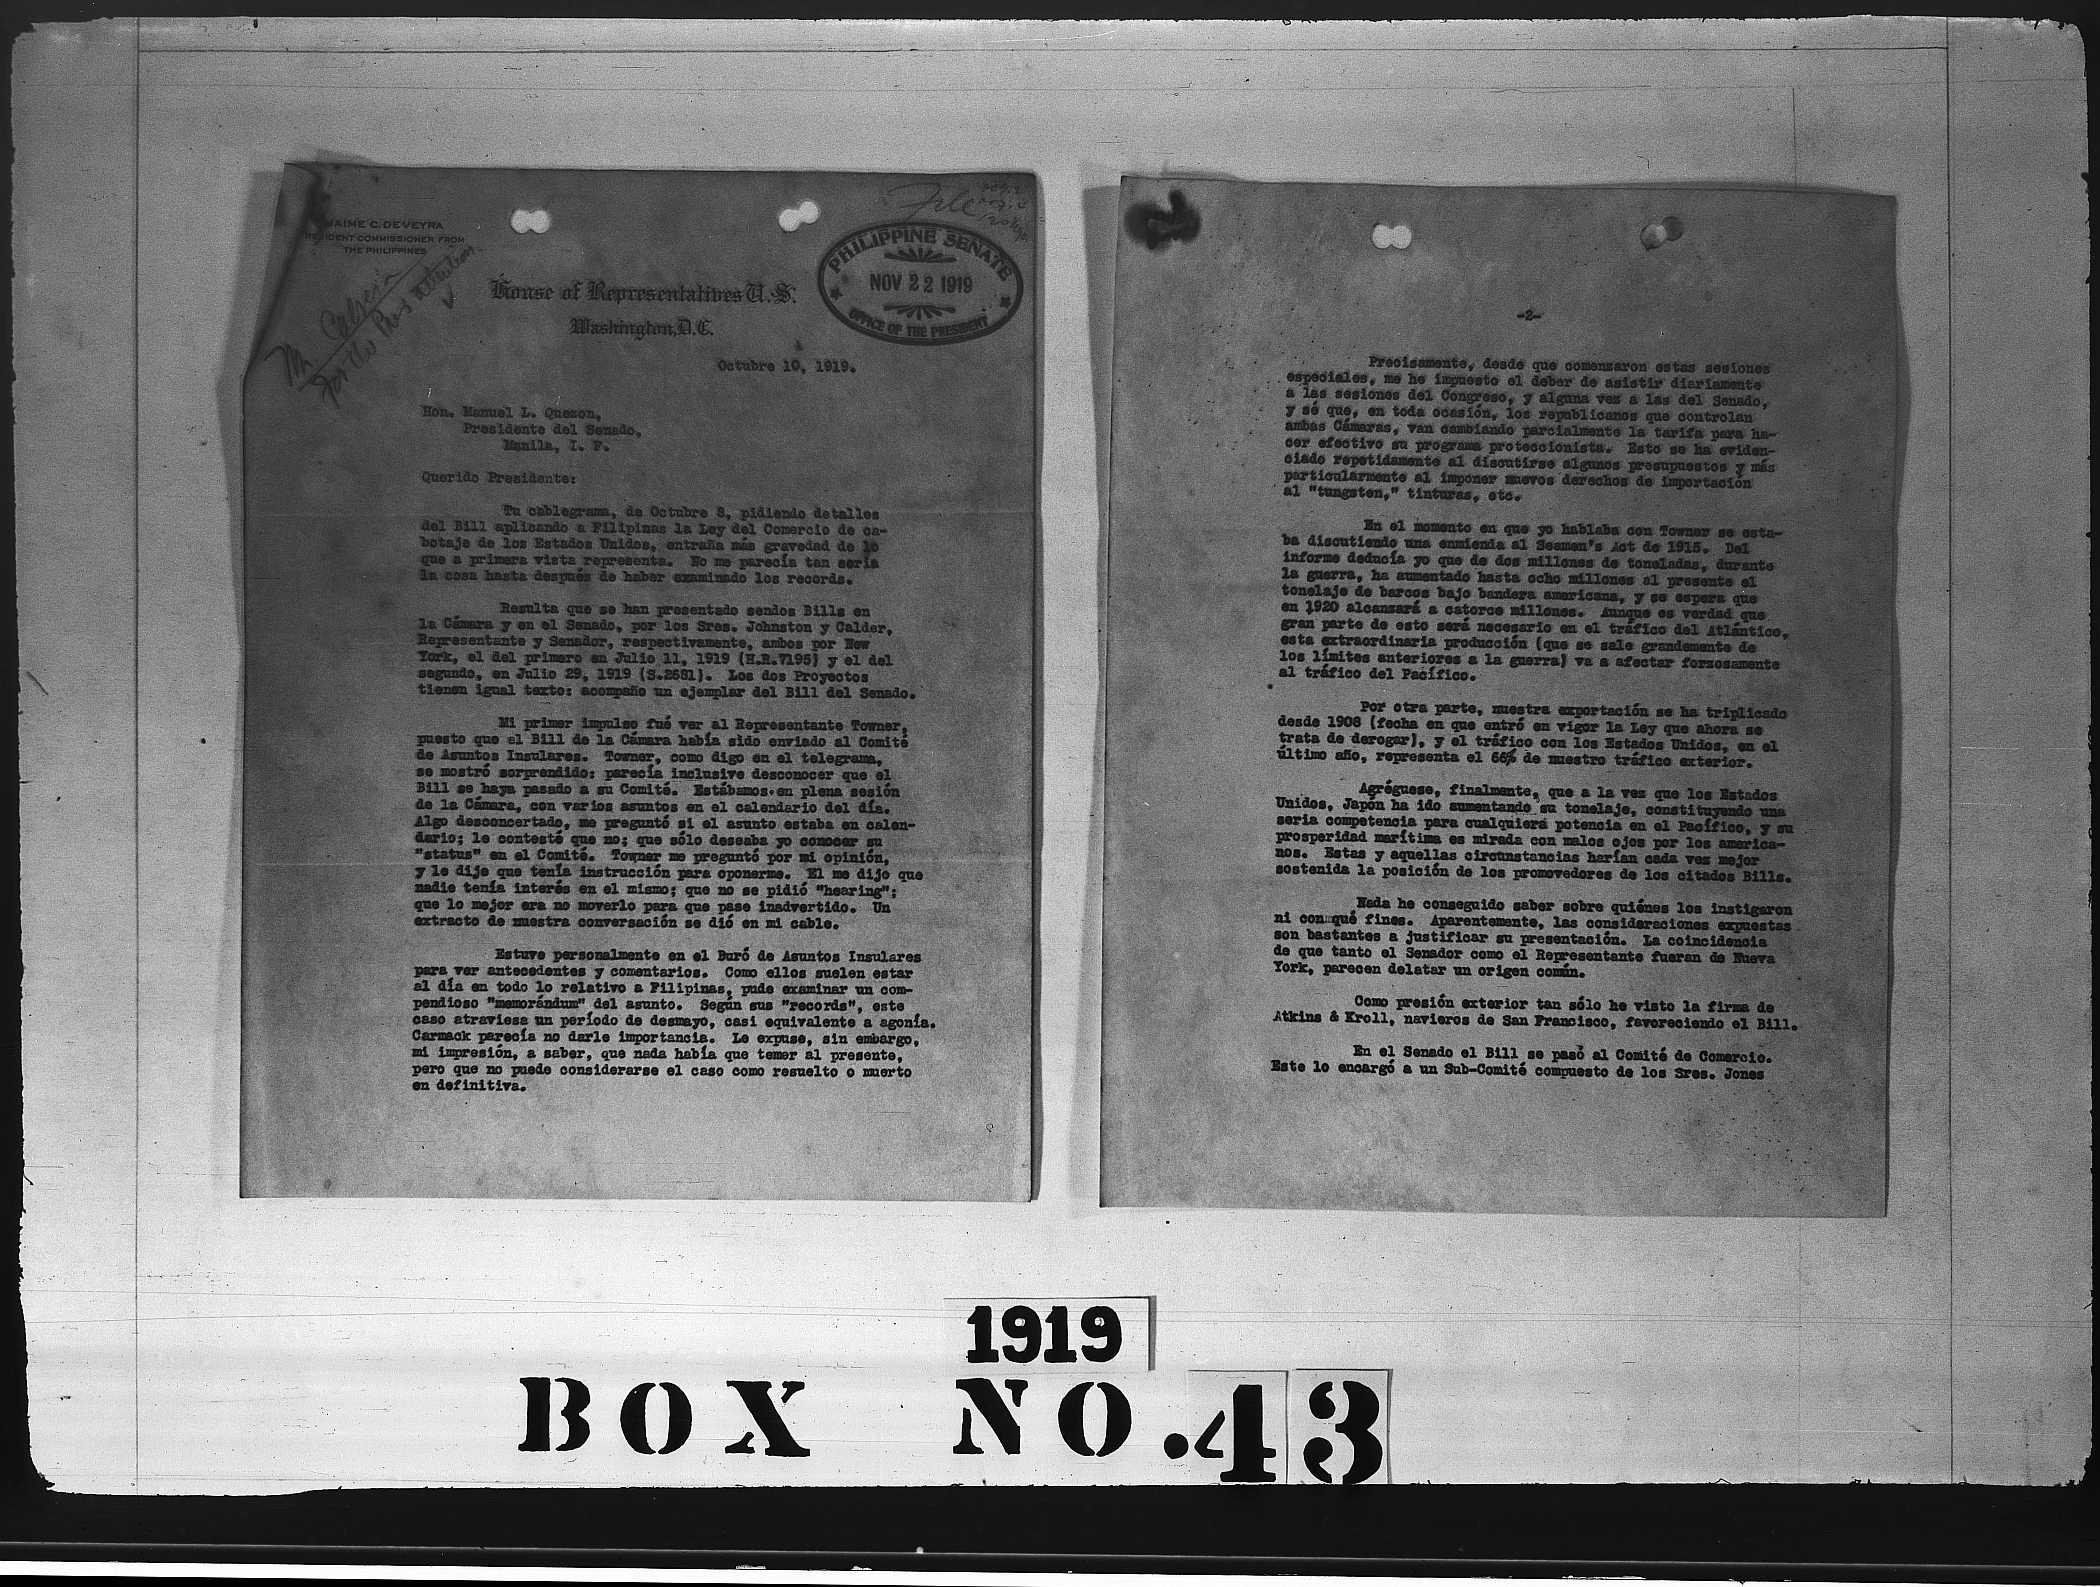 JAIME C. DE VEYRA
RESIDENT COMMISSIONER FROM
THE PHILIPPINES
File
PHILIPPINE SENATE
NOV 22 1919
OFFICE OF THE PRESIDENT
House of Representatives U.S.
Washington, D.C.
Octubre 10, 1919.
Hon. Manuel L. Quezon,
Presidente del Senado,
Manila, I. F.
Querido Presidente:
Tu cablegrama, de Octubre 8, pidiendo detalles
del Bill aplicando a Filipinas la Ley del Comercio de ca-
botaje de los Estados Unidos, entraña más gravedad de lo
que a primera vista representa. No me parecía tan seria
la cosa hasta después de haber examinado los records.
Resulta que se han presentado sendos Bills en
la Cámara y en el Senado, por los Sres. Johnston y Calder,
Representante y Senador, respectivamente, ambos por New
York, el del primero en Julio 11, 1919 (H.R.7195) y el del
segundo, en Julio 29, 1919 (S.2681). Los dos Proyectos
tienen igual texto: acompaño un ejemplar del Bill del Senado.
Mi primer impulso fué ver al Representante Towner,
puesto que el Bill de la Cámara había sido enviado al Comité
de Asuntos Insulares. Towner, como digo en el telegrama,
se mostró sorprendido: parecía inclusive desconocer que el
Bill se haya pasado a su Comité. Estábamos en plena sesión
de la Cámara, con varios asuntos en el calendario del día.
Algo desconcertado, me preguntó si el asunto estaba en calen-
dario; le contesté que no; que sólo deseaba yo conocer su
"status" en el Comité. Towner me preguntó por mi opinión,
y le dije que tenía instrucción para oponerme. El me dijo que
nadie tenía interés en el mismo; que no se pidió "hearing";
que lo mejor era no moverlo para que pase inadvertido. Un
extracto de nuestra conversación se dió en mi cable.
Estuve personalmente en el Buró de Asuntos Insulares
para ver antecedentes y comentarios. Como ellos suelen estar
al día en todo lo relativo a Filipinas, pude examinar un com-
pendioso "memorándum" del asunto. Según sus "records", este
caso atraviesa un período de desmayo, casi equivalente a agonía.
Carmack parecía no darle importancia. Le expuse, sin embargo,
mi impresión, a saber, que nada había que temer al presente,
pero que no puede considerarse el caso como resuelto o muerto
en definitiva.
-2-
Precisamente, desde que comenzaron estas sesiones
especiales, me he impuesto el deber de asistir diariamente
a las sesiones del Congreso, y alguna vez a las del Senado,
y sé que, en toda ocasión, los republicanos que controlan
ambas Cámaras, van cambiando parcialmente la tarifa para ha-
cer efectivo su programa proteccionista. Esto se ha eviden-
ciado repetidamente al discutirse algunos presupuestos y más
particularmente al imponer nuevos derechos de importación
al "tungsten," tinturas, etc.
En el momento en que yo hablaba con Towner se esta-
ba discutiendo una enmienda al Seamen's Act de 1915. Del
informe deducía yo que de dos millones de toneladas, durante
la guerra, ha aumentado hasta ocho millones al presente el
tonelaje de barcos bajo bandera americana, y se espera que
en 1920 alcanzará a catorce millones. Aunque es verdad que
gran parte de esto será necesario en el tráfico del Atlántico,
esta extraordinaria producción (que se sale grandemente de
los límites anteriores a la guerra) va a afectar forzosamente
al tráfico del Pacífico.
Por otra parte, nuestra exportación se ha triplicado
desde 1908 (fecha en que entró en vigor la Ley que ahora se
trata de derogar), y el tráfico con los Estados Unidos, en el
último año, representa el 66% de nuestro tráfico exterior.
Agréguese, finalmente, que a la vez que los Estados
Unidos, Japón ha ido aumentando su tonelaje, constituyendo una
seria competencia para cualquiera potencia en el Pacífico, y su
prosperidad marítima es mirada con malos ojos por los america-
nos. Estas y aquellas circunstancias harían cada vez mejor
sostenida la posición de los promovedores de los citados Bills.
Nada he conseguido saber sobre quiénes los instigaron
ni con qué fines. Aparentemente, las consideraciones expuestas
son bastantes a justificar su presentación. La coincidencia
de que tanto el Senador como el Representante fueran de Nueva
York, parecen delatar un origen común.
Como presión exterior tan sólo he visto la firma de
Atkins & Kroll, navieros de San Francisco, favoreciendo el Bill.
En el Senado el Bill se pasó al Comité de Comercio.
Este lo encargó a un Sub-Comité compuesto de los Sres. Jones
1919
BOX NO.43